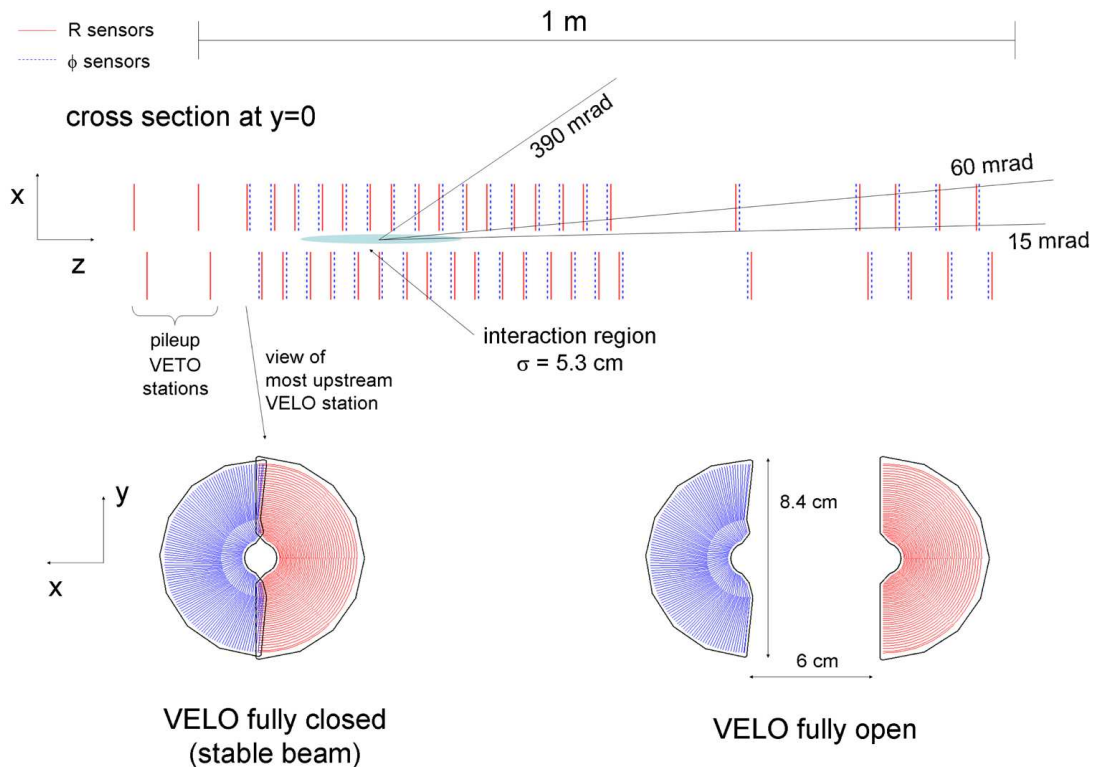 1 m
R sensors
ϕ sensors
cross section at y=0
390 mrad
60 mrad
15 mrad
x
z
pileup
VETO
stations
view of
most upstream
VELO station
interaction region
σ = 5.3 cm
y
x
8.4 cm
6 cm
VELO fully closed
(stable beam)
VELO fully open